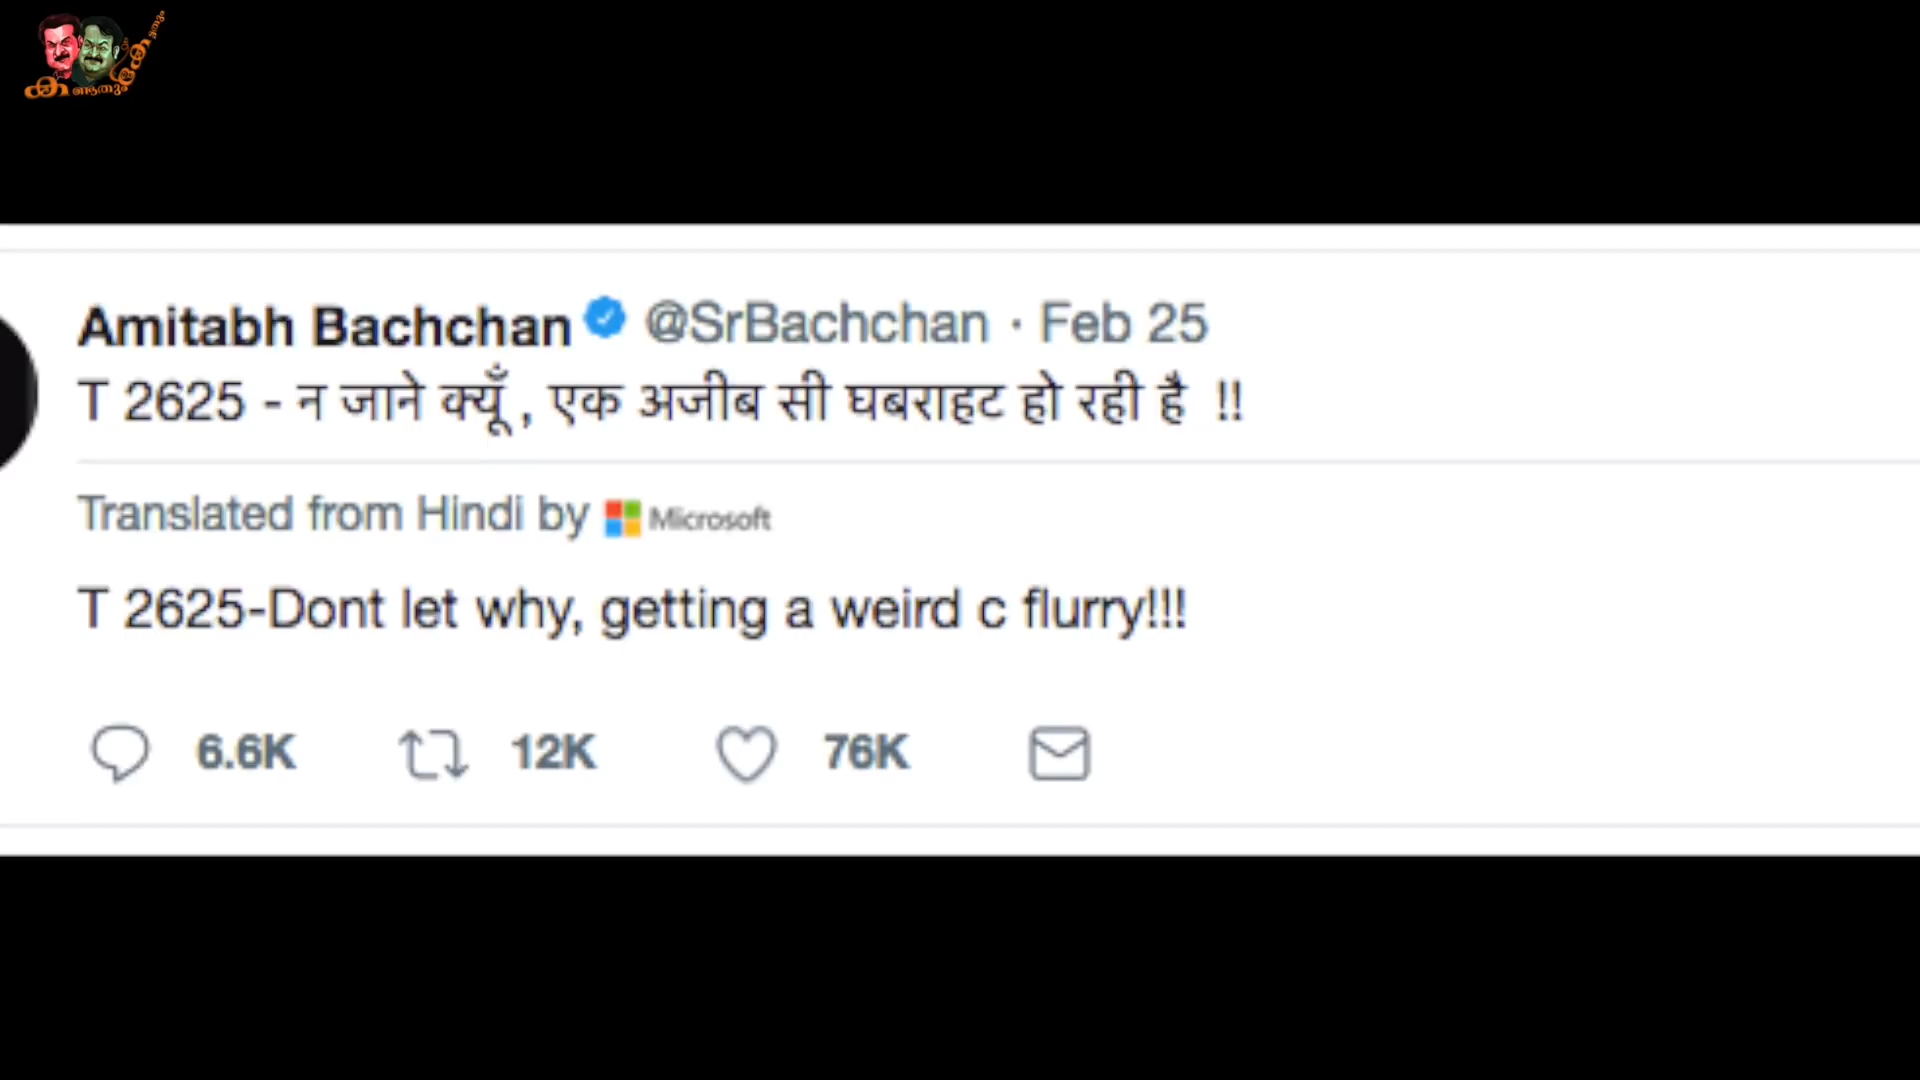 Amitabh Bachchan @SrBachchan · Feb 25
T 2625 - न जाने क्यूँ , एक अजीब सी घबराहट हो रही है !!
Translated from Hindi by Microsoft
T 2625-Dont let why, getting a weird c flurry!!!
6.6K 12K 76K